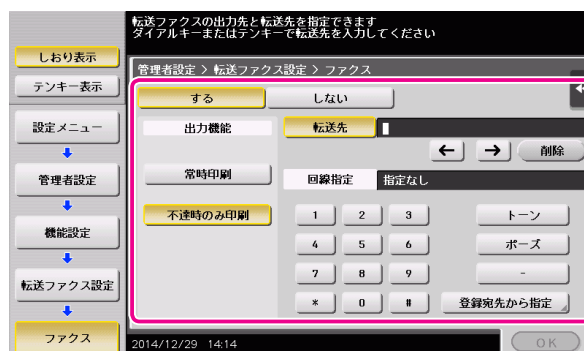 転送ファクスの出力先と転送先を指定できます
ダイアルキーまたはテンキーで転送先を入力してください
しおり表示
テンキー表示
設定メニュー
管理者設定
機能設定
転送ファクス設定
ファクス
管理者設定 > 転送ファクス設定 > ファクス
する
しない
出力機能
転送先
← → 削除
常時印刷
回線指定 指定なし
不達時のみ印刷
1 2 3 トーン
4 5 6 ポーズ
7 8 9 -
* 0 # 登録宛先から指定
2014/12/29 14:14
OK